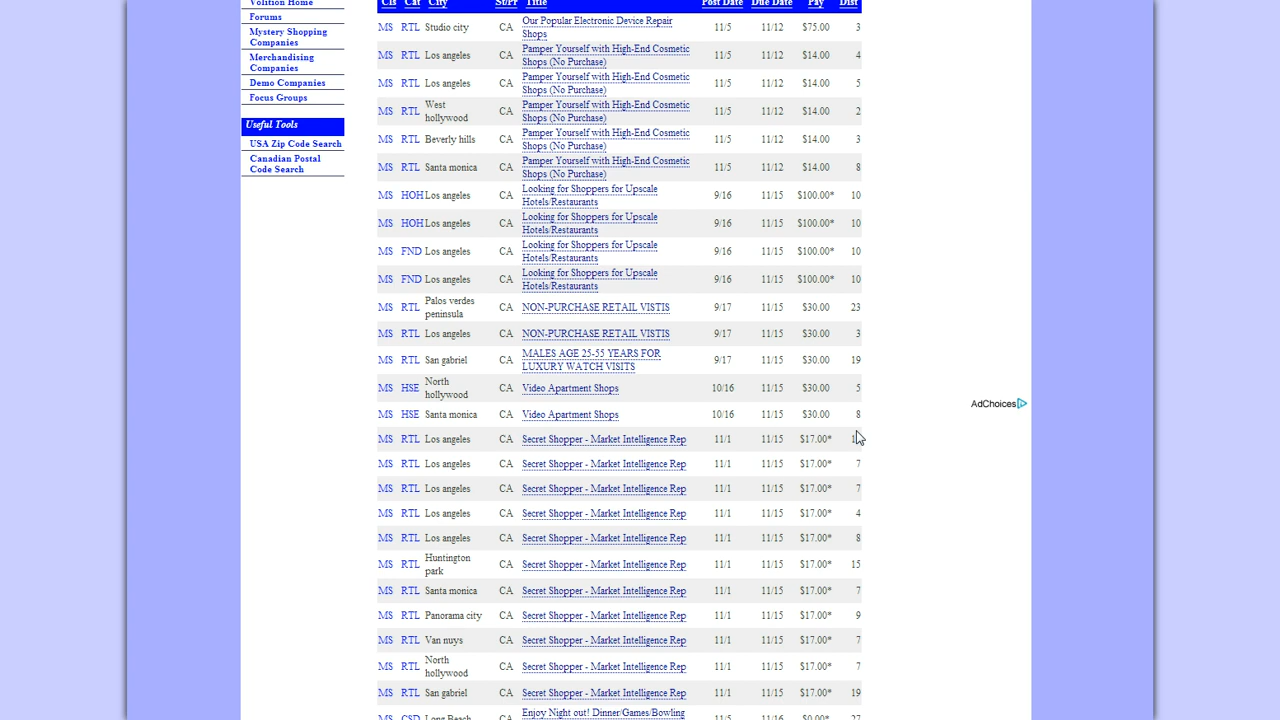 Volition Home
Forums
Mystery Shopping
Companies
Merchandising
Companies
Demo Companies
Focus Groups
Useful Tools
USA Zip Code Search
Canadian Postal
Code Search
Cls Cat City St/Pr Title Post Date Due Date Pay Dist
MS RTL Studio city CA Our Popular Electronic Device Repair 11/5 11/12 $75.00 3
Shops
MS RTL Los angeles CA Pamper Yourself with High-End Cosmetic 11/5 11/12 $14.00 4
Shops (No Purchase)
MS RTL Los angeles CA Pamper Yourself with High-End Cosmetic 11/5 11/12 $14.00 5
Shops (No Purchase)
MS RTL West CA Pamper Yourself with High-End Cosmetic 11/5 11/12 $14.00 2
hollywood Shops (No Purchase)
MS RTL Beverly hills CA Pamper Yourself with High-End Cosmetic 11/5 11/12 $14.00 3
Shops (No Purchase)
MS RTL Santa monica CA Pamper Yourself with High-End Cosmetic 11/5 11/12 $14.00 8
Shops (No Purchase)
MS HOH Los angeles CA Looking for Shoppers for Upscale 9/16 11/15 $100.00* 10
Hotels/Restaurants
MS HOH Los angeles CA Looking for Shoppers for Upscale 9/16 11/15 $100.00* 10
Hotels/Restaurants
MS FND Los angeles CA Looking for Shoppers for Upscale 9/16 11/15 $100.00* 10
Hotels/Restaurants
MS FND Los angeles CA Looking for Shoppers for Upscale 9/16 11/15 $100.00* 10
Hotels/Restaurants
MS RTL Palos verdes CA NON-PURCHASE RETAIL VISTIS 9/17 11/15 $30.00 23
peninsula
MS RTL Los angeles CA NON-PURCHASE RETAIL VISTIS 9/17 11/15 $30.00 3
MS RTL San gabriel CA MALES AGE 25-55 YEARS FOR 9/17 11/15 $30.00 19
LUXURY WATCH VISITS
MS HSE North CA Video Apartment Shops 10/16 11/15 $30.00 5
hollywood
AdChoices
MS HSE Santa monica CA Video Apartment Shops 10/16 11/15 $30.00 8
MS RTL Los angeles CA Secret Shopper - Market Intelligence Rep 11/1 11/15 $17.00*
MS RTL Los angeles CA Secret Shopper - Market Intelligence Rep 11/1 11/15 $17.00* 7
MS RTL Los angeles CA Secret Shopper - Market Intelligence Rep 11/1 11/15 $17.00* 7
MS RTL Los angeles CA Secret Shopper - Market Intelligence Rep 11/1 11/15 $17.00* 4
MS RTL Los angeles CA Secret Shopper - Market Intelligence Rep 11/1 11/15 $17.00* 8
MS RTL Huntington CA Secret Shopper - Market Intelligence Rep 11/1 11/15 $17.00* 15
park
MS RTL Santa monica CA Secret Shopper - Market Intelligence Rep 11/1 11/15 $17.00* 7
MS RTL Panorama city CA Secret Shopper - Market Intelligence Rep 11/1 11/15 $17.00* 9
MS RTL Van nuys CA Secret Shopper - Market Intelligence Rep 11/1 11/15 $17.00* 7
MS RTL North CA Secret Shopper - Market Intelligence Rep 11/1 11/15 $17.00* 7
hollywood
MS RTL San gabriel CA Secret Shopper - Market Intelligence Rep 11/1 11/15 $17.00* 19
MS CSD Long Beach CA Enjoy Night out! Dinner/Games/Bowling 11/5 11/16 $0.00* 27